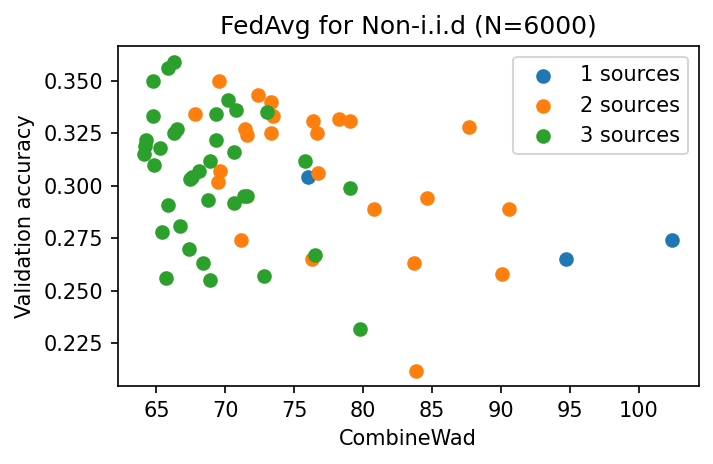 FedAvg for Non-i.i.d (N=6000)
1 sources
2 sources
3 sources
Validation accuracy
0.350
0.325
0.300
0.275
0.250
0.225
65 70 75 80 85 90 95 100
CombineWad